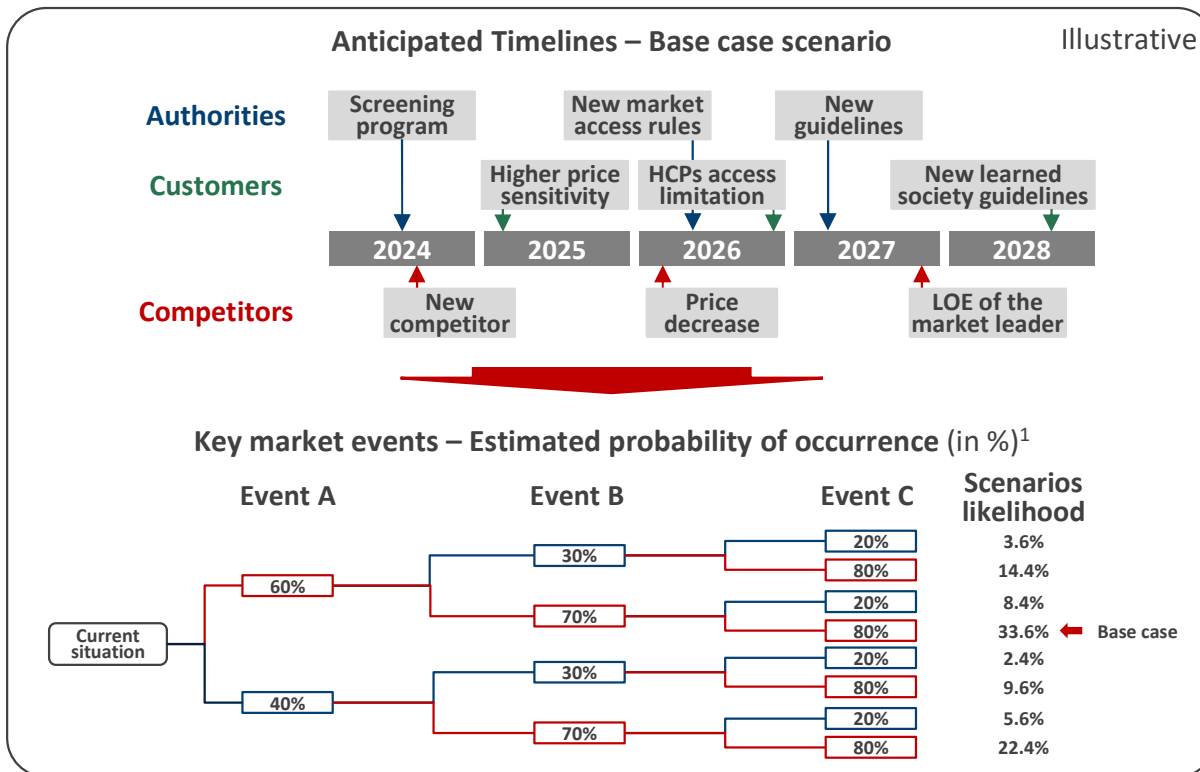 Anticipated Timelines – Base case scenario
Illustrative
Authorities
Screening
program
New market
access rules
New
guidelines
Customers
Higher price
sensitivity
HCPs access
limitation
New learned
society guidelines
2024
2025
2026
2027
2028
Competitors
New
competitor
Price
decrease
LOE of the
market leader
Key market events – Estimated probability of occurrence (in %)¹
Event A
Event B
Event C
Scenarios
likelihood
20%
3.6%
30%
80%
14.4%
60%
20%
8.4%
70%
80%
33.6%
Base case
Current
situation
20%
2.4%
30%
80%
9.6%
40%
20%
5.6%
70%
80%
22.4%